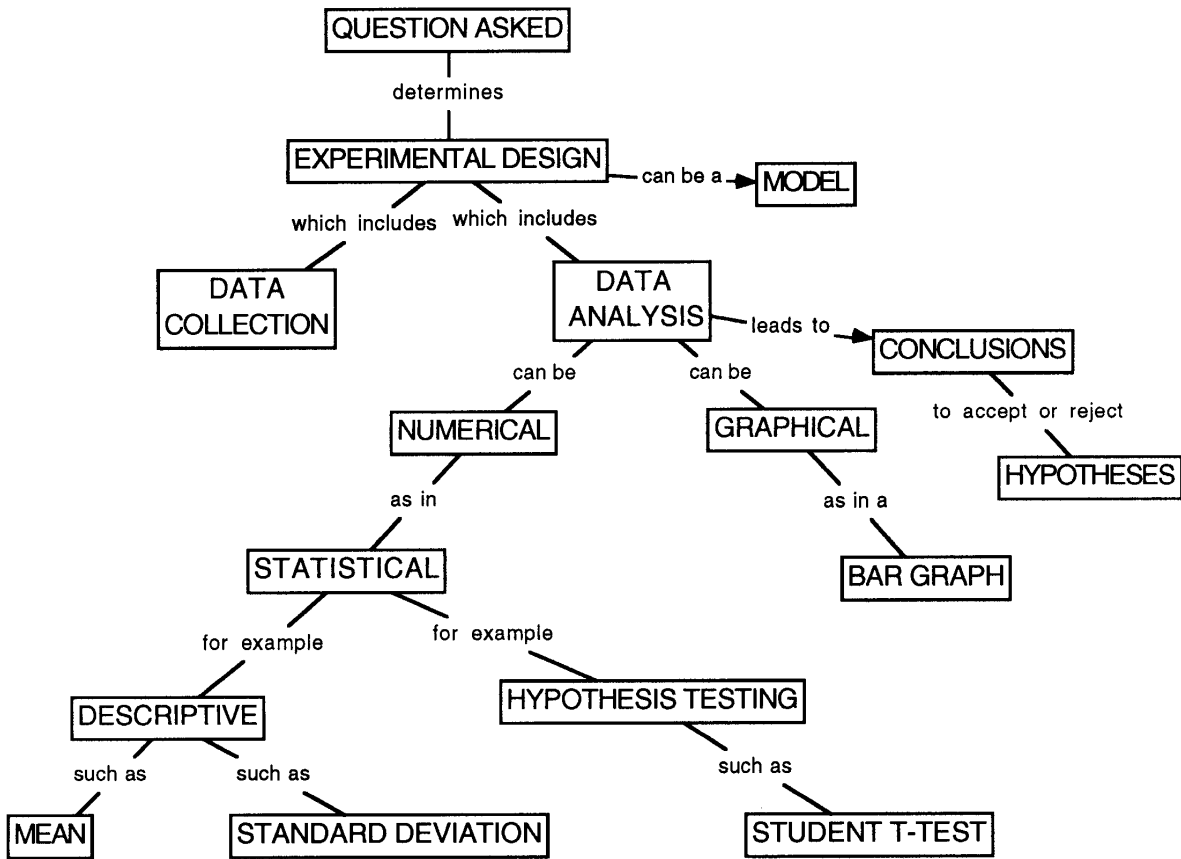 QUESTION ASKED
determines
EXPERIMENTAL DESIGN
can be a
MODEL
which includes
which includes
DATA
COLLECTION
DATA
ANALYSIS
leads to
CONCLUSIONS
can be
can be
to accept or reject
NUMERICAL
GRAPHICAL
HYPOTHESES
as in
as in a
STATISTICAL
BAR GRAPH
for example
for example
DESCRIPTIVE
HYPOTHESIS TESTING
such as
such as
such as
MEAN
STANDARD DEVIATION
STUDENT T-TEST